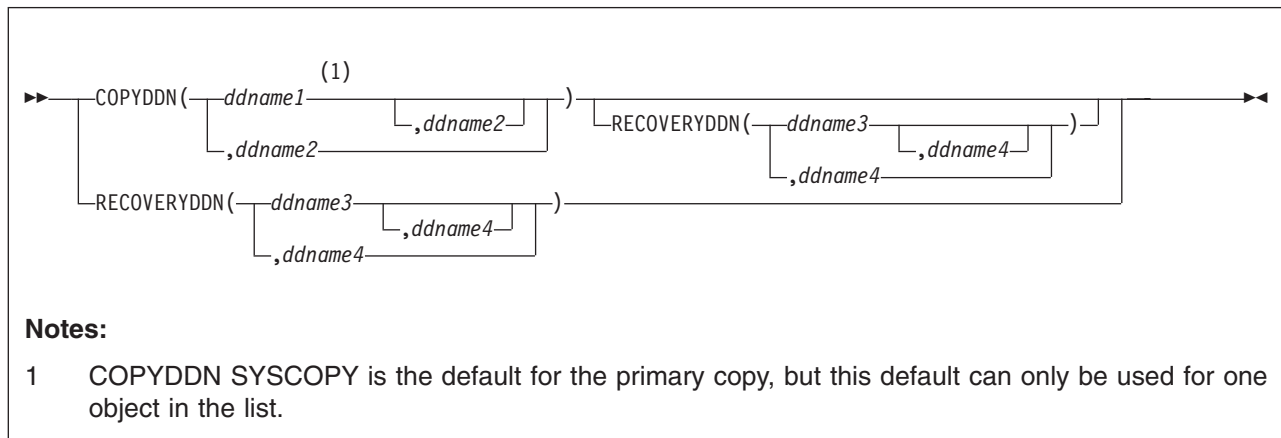 (1)
COPYDDN( ddname1 )
,ddname2 RECOVERYDDN( ddname3 )
,ddname2 ,ddname4
,ddname4
RECOVERYDDN( ddname3 )
,ddname4
,ddname4
Notes:
1 COPYDDN SYSCOPY is the default for the primary copy, but this default can only be used for one
object in the list.